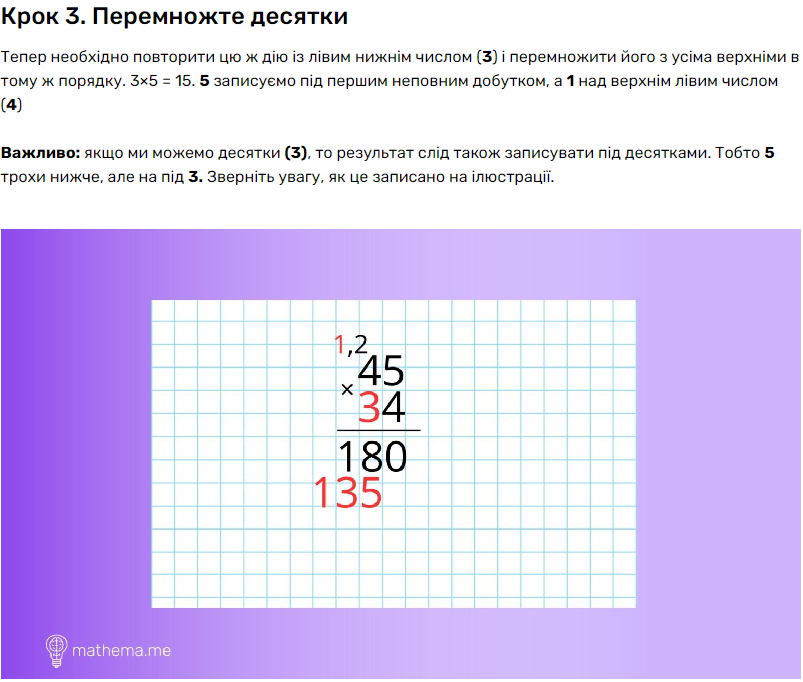 Крок 3. Перемножте десятки
Тепер необхідно повторити цю ж дію із лівим нижнім числом (3) і перемножити його з усіма верхніми в
тому ж порядку. 3×5 = 15. 5 записуємо під першим неповним добутком, а 1 над верхнім лівим числом
(4)
Важливо: якщо ми можемо десятки (3), то результат слід також записувати під десятками. Тобто 5
трохи нижче, але на під 3. Зверніть увагу, як це записано на ілюстрації.
1,2
45
×
34
180
135
mathema.me